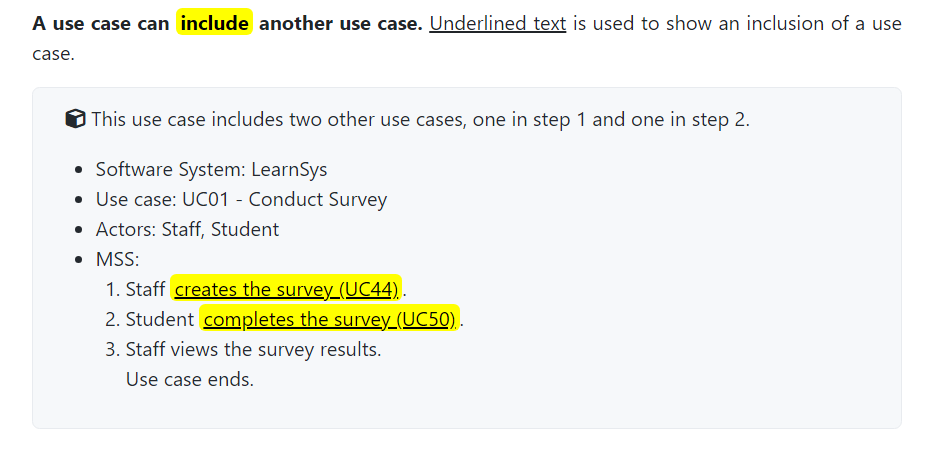 A use case can include another use case. Underlined text is used to show an inclusion of a use
case.
This use case includes two other use cases, one in step 1 and one in step 2.
• Software System: LearnSys
• Use case: UC01 - Conduct Survey
• Actors: Staff, Student
• MSS:
1. Staff creates the survey (UC44).
2. Student completes the survey (UC50).
3. Staff views the survey results.
Use case ends.